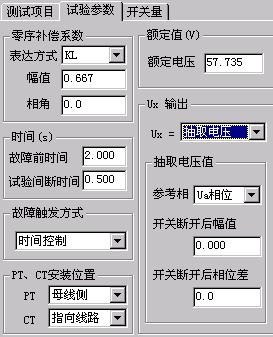 测试项目 试验参数 开关量
零序补偿系数
表达方式 KL
幅值 0.667
相角 0.0
时间(s)
故障前时间 2.000
试验间断时间 0.500
故障触发方式
时间控制
PT、CT安装位置
PT 母线侧
CT 指向线路
额定值(V)
额定电压 57.735
Ux 输出
Ux = 抽取电压
抽取电压值
参考相 Ua相位
开关断开后幅值
0.000
开关断开后相位差
0.0